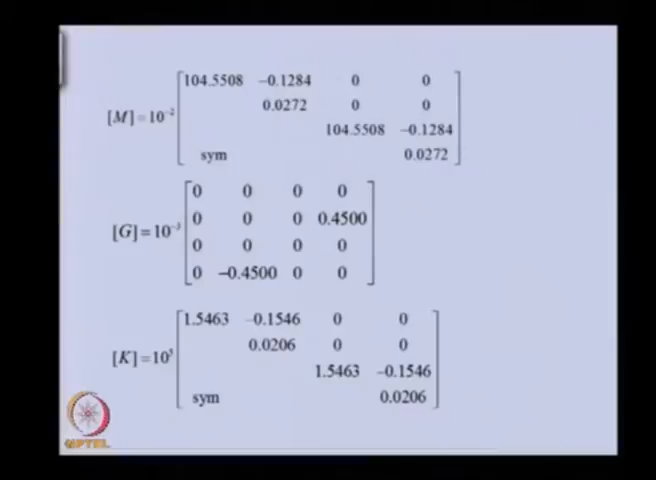 [M] = 10⁻² [104.5508 −0.1284 0 0
0.0272 0 0
104.5508 −0.1284
sym 0.0272]
[G] = 10⁻³ [0 0 0 0
0 0 0 0.4500
0 0 0 0
0 −0.4500 0 0]
[K] = 10⁵ [1.5463 −0.1546 0 0
0.0206 0 0
1.5463 −0.1546
sym 0.0206]
NPTEL